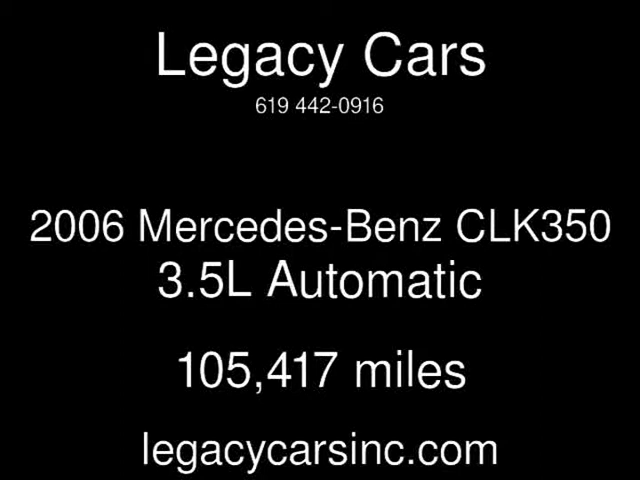 Legacy Cars
619 442-0916
2006 Mercedes-Benz CLK350
3.5L Automatic
105,417 miles
legacycarsinc.com